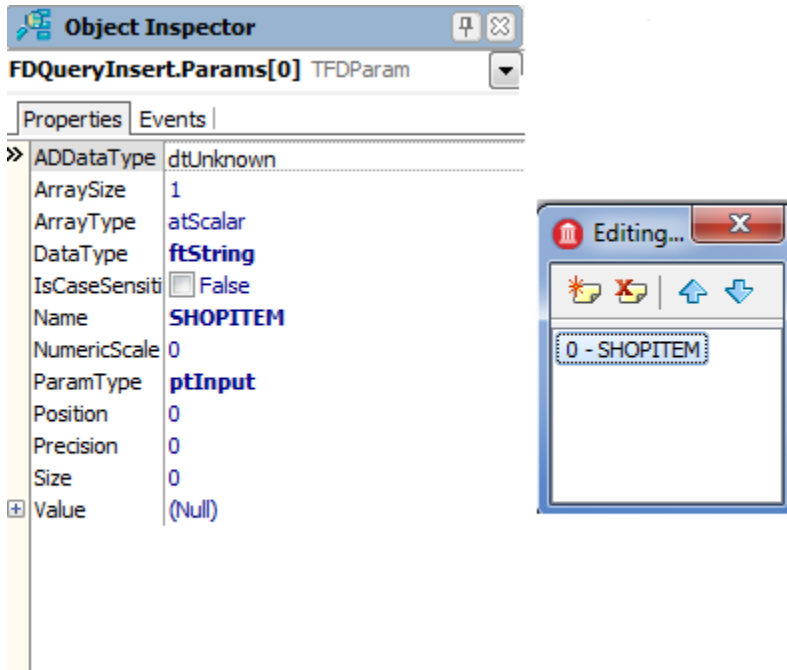 Object Inspector
FDQueryInsert.Params[0] TFDParam
Properties Events
ADDataType dtUnknown
ArraySize 1
ArrayType atScalar
DataType ftString
IsCaseSensiti False
Name SHOPITEM
NumericScale 0
ParamType ptInput
Position 0
Precision 0
Size 0
Value (Null)
Editing...
0 - SHOPITEM